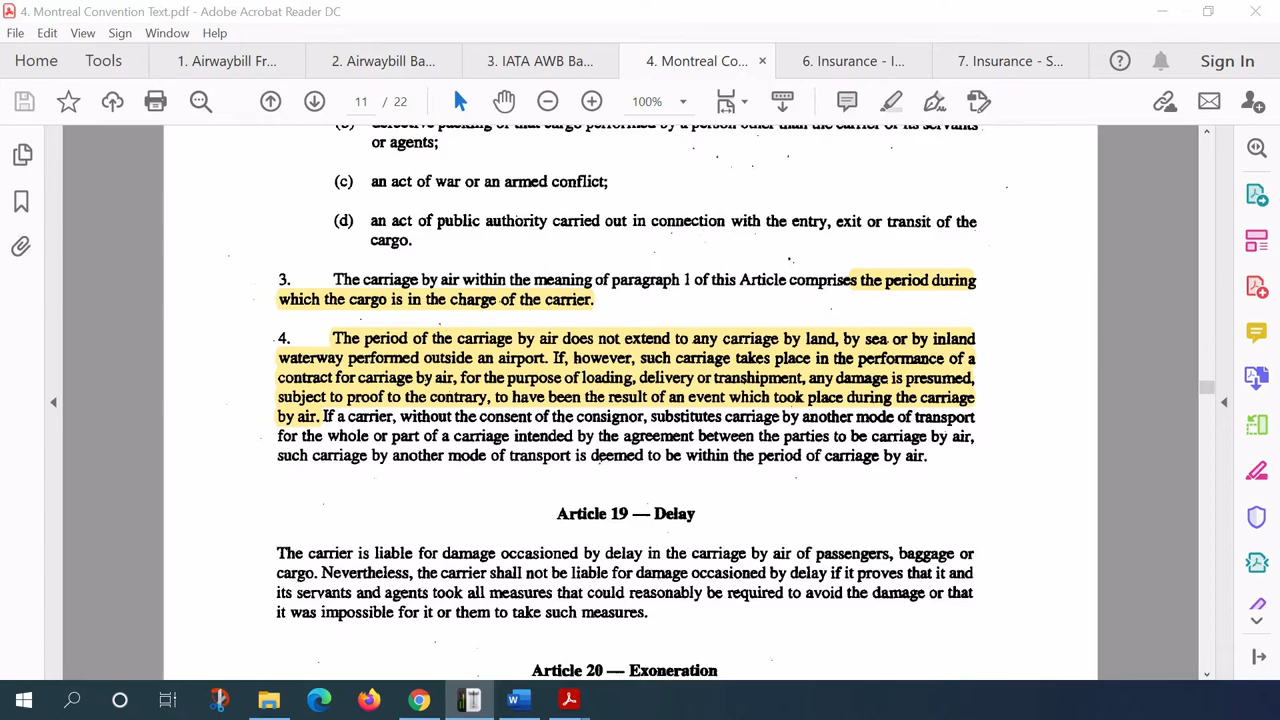 4. Montreal Convention Text.pdf - Adobe Acrobat Reader DC
File Edit View Sign Window Help
Home Tools 1. Airwaybill Fr... 2. Airwaybill Ba... 3. IATA AWB Ba... 4. Montreal Co... × 6. Insurance - I... 7. Insurance - S... Sign In
11 / 22 100%
(b) defective packing of that cargo performed by a person other than the carrier or its servants
or agents;
(c) an act of war or an armed conflict;
(d) an act of public authority carried out in connection with the entry, exit or transit of the
cargo.
3. The carriage by air within the meaning of paragraph 1 of this Article comprises the period during
which the cargo is in the charge of the carrier.
4. The period of the carriage by air does not extend to any carriage by land, by sea or by inland
waterway performed outside an airport. If, however, such carriage takes place in the performance of a
contract for carriage by air, for the purpose of loading, delivery or transhipment, any damage is presumed,
subject to proof to the contrary, to have been the result of an event which took place during the carriage
by air. If a carrier, without the consent of the consignor, substitutes carriage by another mode of transport
for the whole or part of a carriage intended by the agreement between the parties to be carriage by air,
such carriage by another mode of transport is deemed to be within the period of carriage by air.
Article 19 — Delay
The carrier is liable for damage occasioned by delay in the carriage by air of passengers, baggage or
cargo. Nevertheless, the carrier shall not be liable for damage occasioned by delay if it proves that it and
its servants and agents took all measures that could reasonably be required to avoid the damage or that
it was impossible for it or them to take such measures.
Article 20 — Exoneration